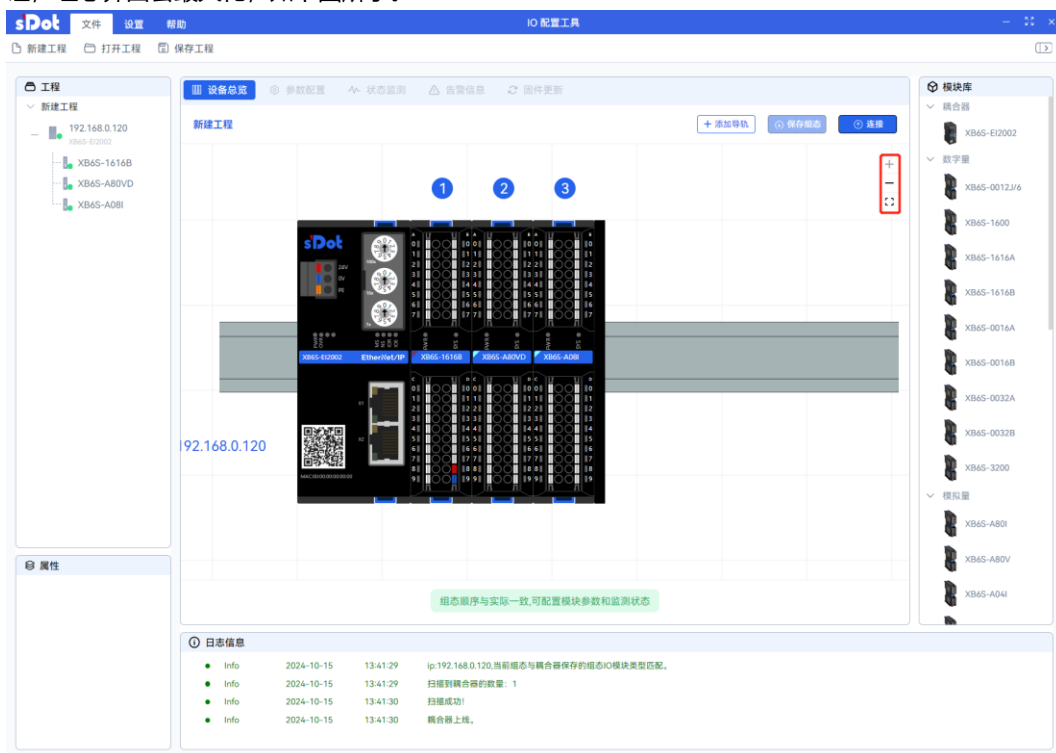 sDot 文件 设置 帮助 IO 配置工具
新建工程 打开工程 保存工程
工程
新建工程
192.168.0.120
XB6S-EI2002
XB6S-1616B
XB6S-A80VD
XB6S-A08I
属性
设备总览 参数配置 状态监测 告警信息 固件更新
新建工程 + 添加导轨 保存组态 连接
1 2 3
sDot
24V
0V
PE
XB6S-EI2002 EtherNet/IP XB6S-1616B XB6S-A80VD XB6S-A08I
192.168.0.120
MAC:00:00:00:00:00:00
组态顺序与实际一致,可配置模块参数和监测状态
日志信息
Info 2024-10-15 13:41:29 ip:192.168.0.120,当前组态与耦合器保存的组态IO模块类型匹配。
Info 2024-10-15 13:41:29 扫描到耦合器的数量: 1
Info 2024-10-15 13:41:30 扫描成功!
Info 2024-10-15 13:41:30 耦合器上线。
模块库
耦合器
XB6S-EI2002
数字量
XB6S-0012J/6
XB6S-1600
XB6S-1616A
XB6S-1616B
XB6S-0016A
XB6S-0016B
XB6S-0032A
XB6S-0032B
XB6S-3200
模拟量
XB6S-A80I
XB6S-A80V
XB6S-A04I